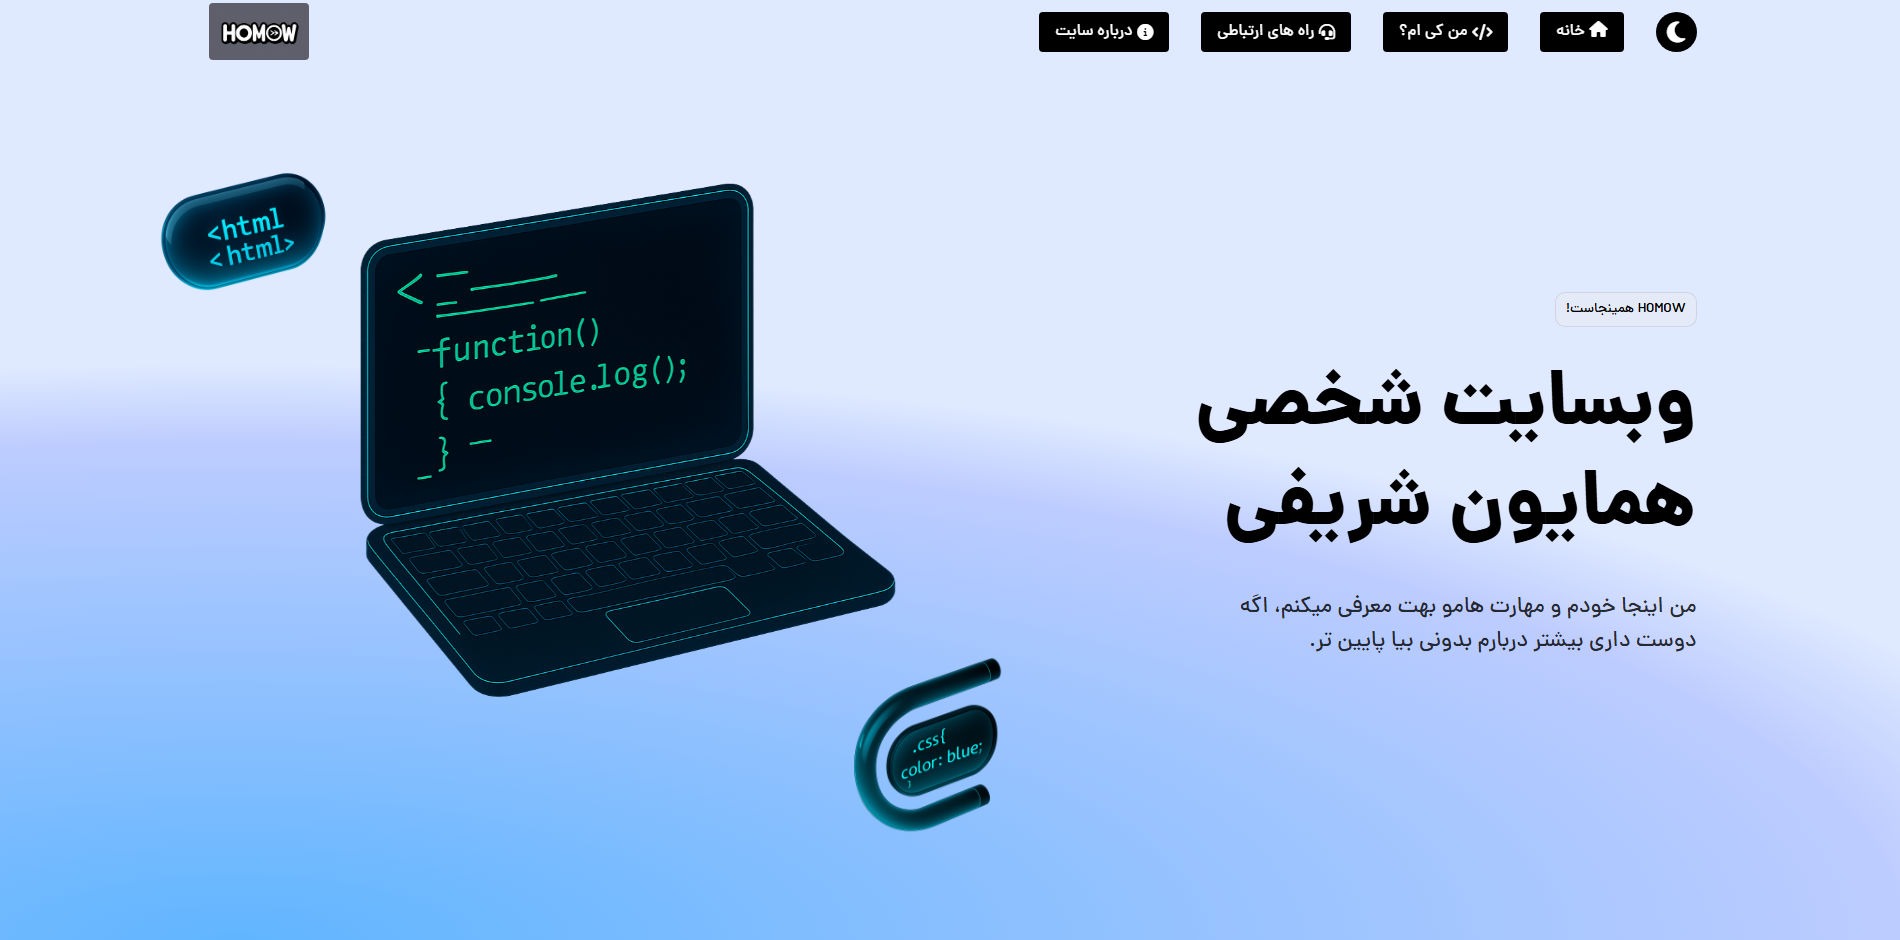 خانه
من کی ام؟
راه های ارتباطی
درباره سایت
HOMOW
HOMOW همینجاست!
وبسایت شخصی
همایون شریفی
من اینجا خودم و مهارت هامو بهت معرفی میکنم، اگه
دوست داری بیشتر دربارم بدونی بیا پایین تر.
<html
<html>
<
function()
{ console.log();
}
.css{
color: blue;
}